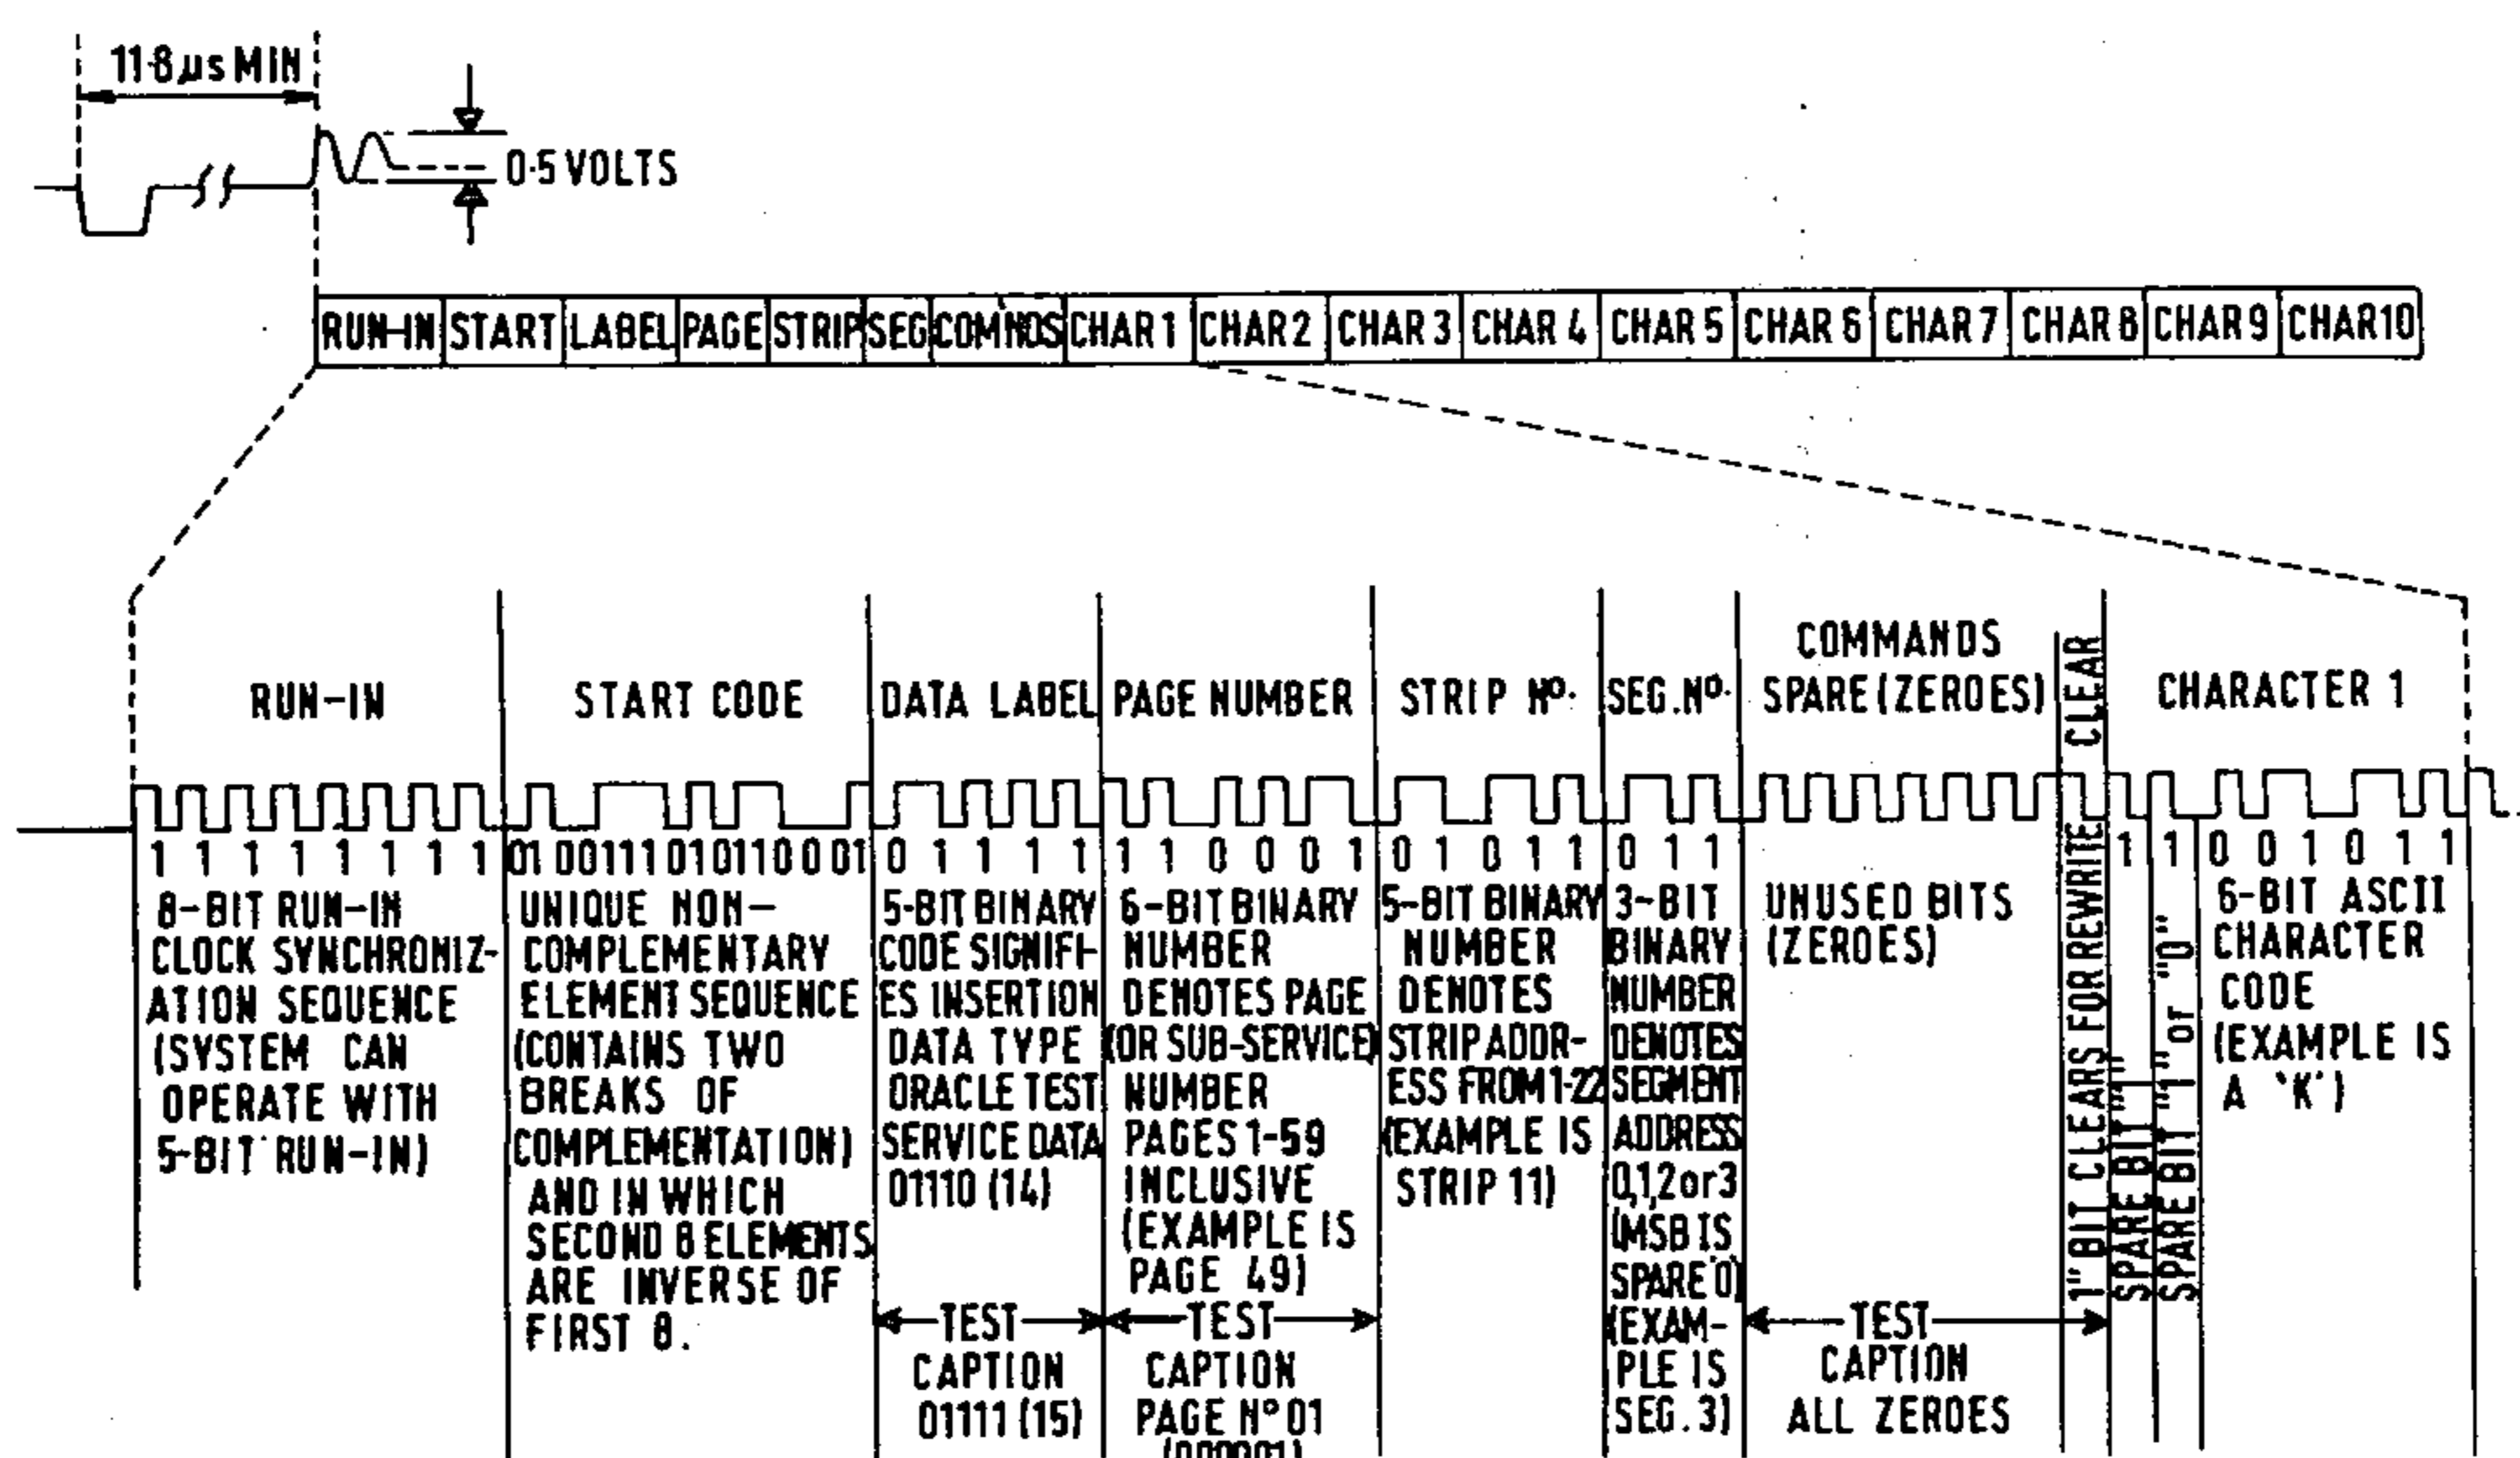 11·8 µs MIN
0·5 VOLTS
RUN-IN START LABEL PAGE STRIP SEG COM'NDS CHAR 1 CHAR 2 CHAR 3 CHAR 4 CHAR 5 CHAR 6 CHAR 7 CHAR 8 CHAR 9 CHAR 10
RUN-IN
1 1 1 1 1 1 1 1
8-BIT RUN-IN
CLOCK SYNCHRONIZ-
ATION SEQUENCE
(SYSTEM CAN
OPERATE WITH
5-BIT RUN-IN)
START CODE
01 00111010110001
UNIQUE NON-
COMPLEMENTARY
ELEMENT SEQUENCE
(CONTAINS TWO
BREAKS OF
COMPLEMENTATION)
AND IN WHICH
SECOND 8 ELEMENTS
ARE INVERSE OF
FIRST 8.
DATA LABEL
0 1 1 1 1
5-BIT BINARY
CODE SIGNIFI-
ES INSERTION
DATA TYPE
ORACLE TEST
SERVICE DATA
01110 (14)
TEST
CAPTION
01111 (15)
PAGE NUMBER
1 1 0 0 0 1
6-BIT BINARY
NUMBER
DENOTES PAGE
(OR SUB-SERVICE)
NUMBER
PAGES 1-59
INCLUSIVE
(EXAMPLE IS
PAGE 49)
TEST
CAPTION
PAGE Nº 01
(000001)
STRIP Nº·
0 1 0 1 1
5-BIT BINARY
NUMBER
DENOTES
STRIP ADDR-
ESS FROM 1-22
(EXAMPLE IS
STRIP 11)
SEG. Nº·
0 1 1
3-BIT
BINARY
NUMBER
DENOTES
SEGMENT
ADDRESS
0,1,2 or 3
(MSB IS
SPARE '0')
(EXAM-
PLE IS
SEG. 3)
COMMANDS
SPARE (ZEROES)
UNUSED BITS
(ZEROES)
TEST
CAPTION
ALL ZEROES
1" BIT CLEARS FOR REWRITE CLEAR
CHARACTER 1
1 1 0 0 1 0 1 1
SPARE BIT "1"
SPARE BIT "1" or "0"
6-BIT ASCII
CHARACTER
CODE
(EXAMPLE IS
A 'K')